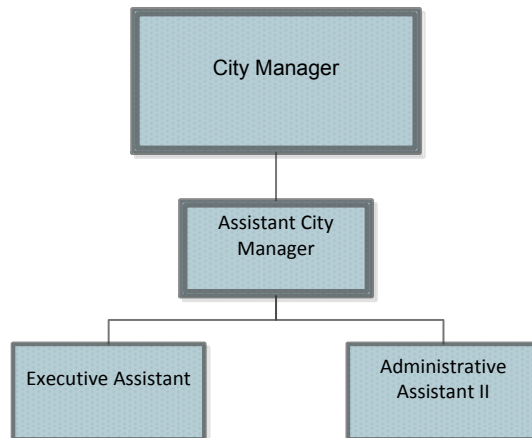 City Manager
Assistant City
Manager
Executive Assistant
Administrative
Assistant II